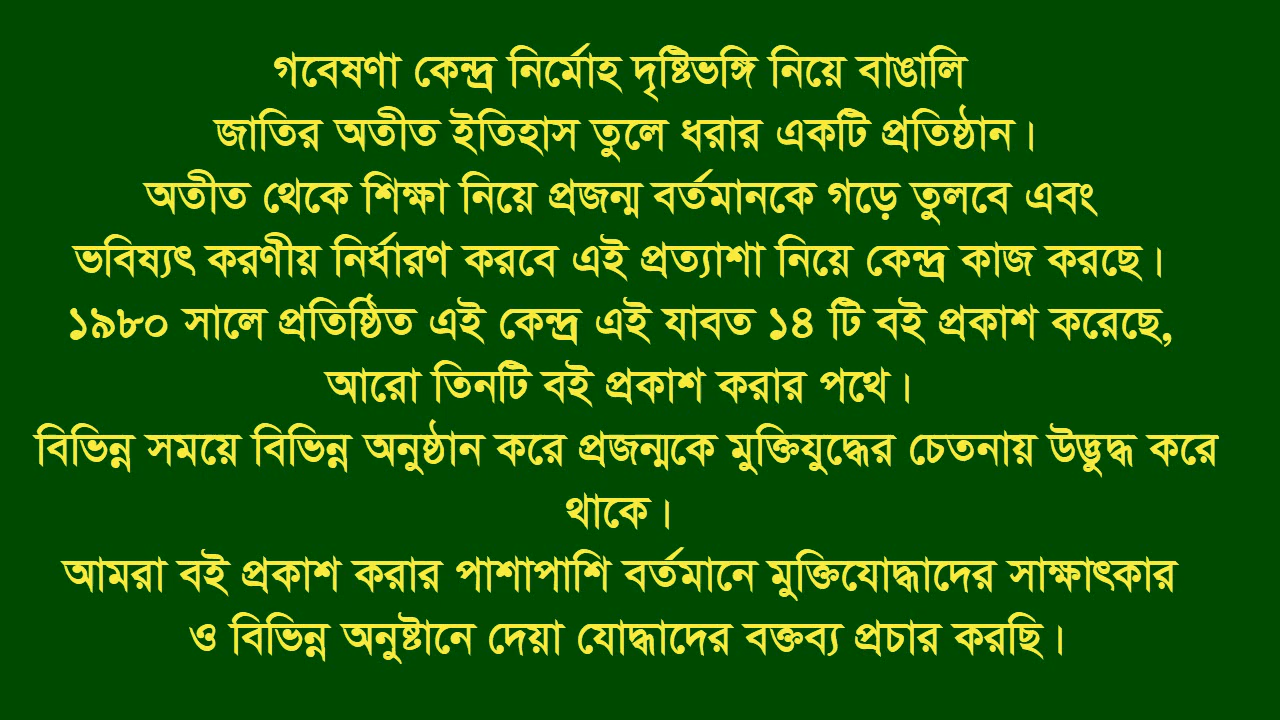 গবেষণা কেন্দ্র নির্মোহ দৃষ্টিভঙ্গি নিয়ে বাঙালি
জাতির অতীত ইতিহাস তুলে ধরার একটি প্রতিষ্ঠান।
অতীত থেকে শিক্ষা নিয়ে প্রজন্ম বর্তমানকে গড়ে তুলবে এবং
ভবিষ্যৎ করণীয় নির্ধারণ করবে এই প্রত্যাশা নিয়ে কেন্দ্র কাজ করছে।
১৯৮০ সালে প্রতিষ্ঠিত এই কেন্দ্র এই যাবত ১৪ টি বই প্রকাশ করেছে,
আরো তিনটি বই প্রকাশ করার পথে।
বিভিন্ন সময়ে বিভিন্ন অনুষ্ঠান করে প্রজন্মকে মুক্তিযুদ্ধের চেতনায় উদ্ভুদ্ধ করে
থাকে।
আমরা বই প্রকাশ করার পাশাপাশি বর্তমানে মুক্তিযোদ্ধাদের সাক্ষাৎকার
ও বিভিন্ন অনুষ্টানে দেয়া যোদ্ধাদের বক্তব্য প্রচার করছি।